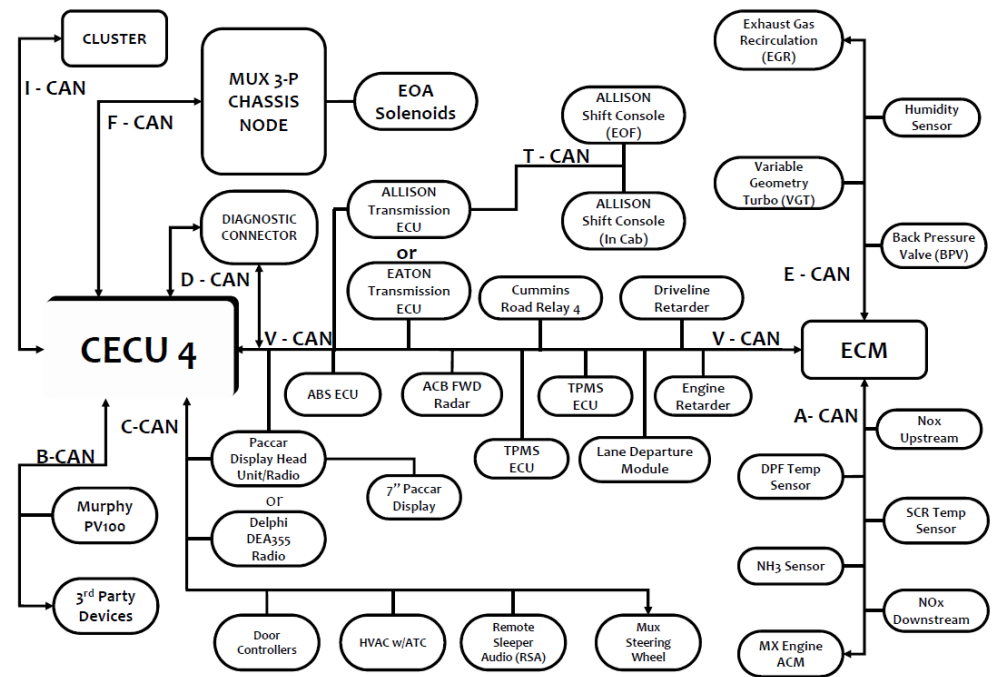 CLUSTER
I - CAN
MUX 3-P
CHASSIS
NODE
EOA
Solenoids
F - CAN
ALLISON
Shift Console
(EOF)
T - CAN
ALLISON
Transmission
ECU
ALLISON
Shift Console
(In Cab)
or
EATON
Transmission
ECU
DIAGNOSTIC
CONNECTOR
D - CAN
Exhaust Gas
Recirculation
(EGR)
Humidity
Sensor
Variable
Geometry
Turbo (VGT)
Back Pressure
Valve (BPV)
E - CAN
Cummins
Road Relay 4
Driveline
Retarder
CECU 4
V - CAN
V - CAN
ECM
ABS ECU
ACB FWD
Radar
TPMS
ECU
Engine
Retarder
TPMS
ECU
Lane Departure
Module
C-CAN
Paccar
Display Head
Unit/Radio
7” Paccar
Display
or
Delphi
DEA355
Radio
B-CAN
Murphy
PV100
3rd Party
Devices
Door
Controllers
HVAC w/ATC
Remote
Sleeper
Audio (RSA)
Mux
Steering
Wheel
A- CAN
Nox
Upstream
DPF Temp
Sensor
SCR Temp
Sensor
NH3 Sensor
NOx
Downstream
MX Engine
ACM